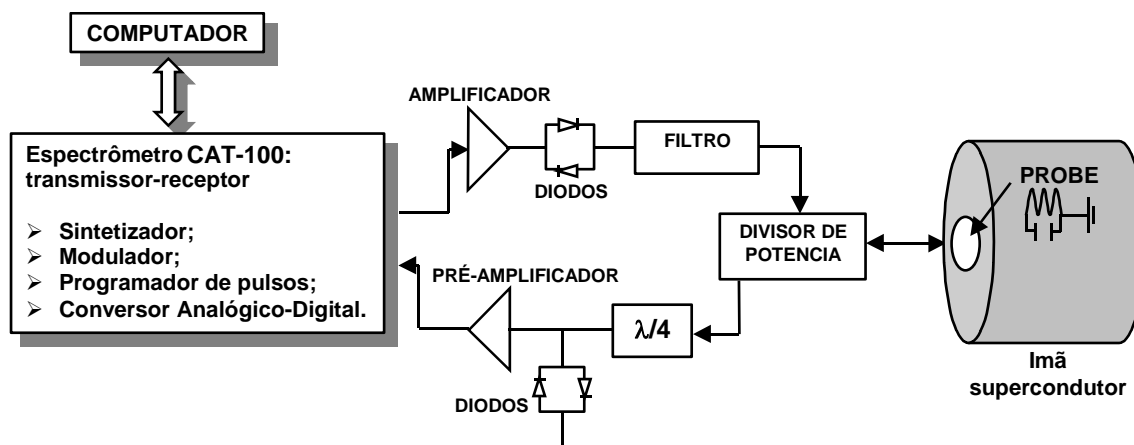 COMPUTADOR
AMPLIFICADOR
Espectrômetro CAT-100:
transmissor-receptor
➢ Sintetizador;
➢ Modulador;
➢ Programador de pulsos;
➢ Conversor Analógico-Digital.
DIODOS
FILTRO
DIVISOR DE
POTENCIA
PROBE
PRÉ-AMPLIFICADOR
λ/4
DIODOS
Imã
supercondutor